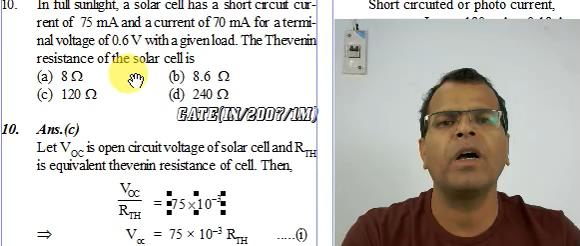 10. In full sunlight, a solar cell has a short circuit cur-
rent of 75 mA and a current of 70 mA for a termi-
nal voltage of 0.6 V with a given load. The Thevenin
resistance of the solar cell is
(a) 8 Ω (b) 8.6 Ω
(c) 120 Ω (d) 240 Ω
GATE(IN/2007/1M)
10. Ans.(c)
Let V_OC is open circuit voltage of solar cell and R_TH
is equivalent thevenin resistance of cell. Then,
V_OC / R_TH = 75 × 10⁻³
⇒ V_oc = 75 × 10⁻³ R_TH .....(i)
Short circuited or photo current,